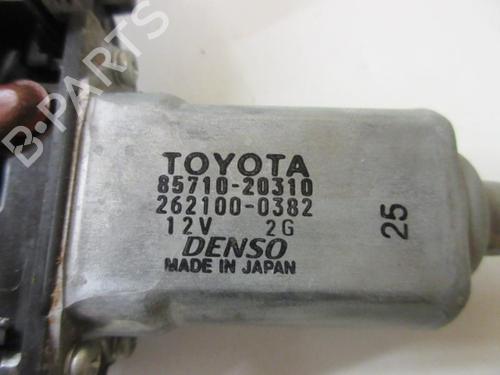 B-PARTS
TOYOTA
85710-20310
262100-0382
12V 2G
DENSO
MADE IN JAPAN
25